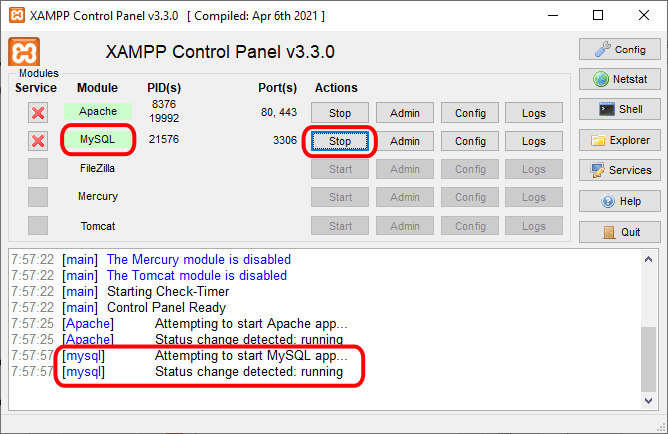 XAMPP Control Panel v3.3.0 [ Compiled: Apr 6th 2021 ]
XAMPP Control Panel v3.3.0
Config
Modules
Service Module PID(s) Port(s) Actions
Netstat
Apache 8376 19992 80, 443 Stop Admin Config Logs
Shell
MySQL 21576 3306 Stop Admin Config Logs
Explorer
FileZilla Start Admin Config Logs
Services
Mercury Start Admin Config Logs
Help
Tomcat Start Admin Config Logs
Quit
7:57:22 [main] The Mercury module is disabled
7:57:22 [main] The Tomcat module is disabled
7:57:22 [main] Starting Check-Timer
7:57:22 [main] Control Panel Ready
7:57:25 [Apache] Attempting to start Apache app...
7:57:25 [Apache] Status change detected: running
7:57:57 [mysql] Attempting to start MySQL app...
7:57:57 [mysql] Status change detected: running